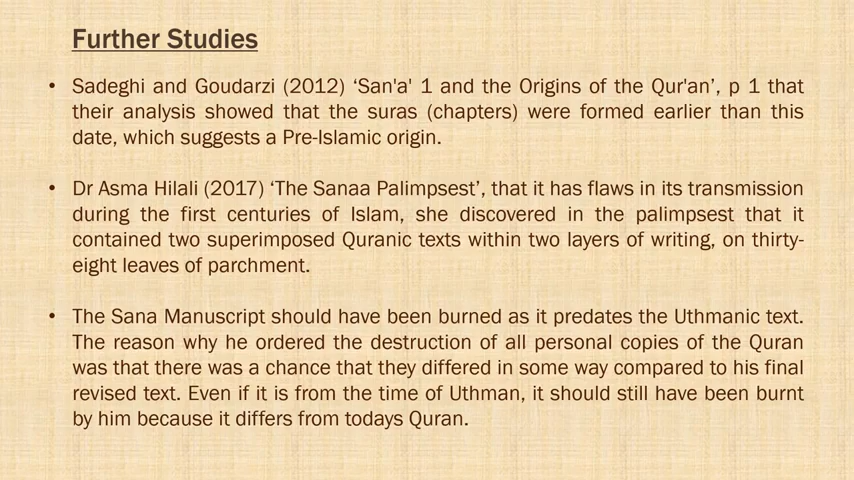 Further Studies
• Sadeghi and Goudarzi (2012) ‘San'a' 1 and the Origins of the Qur'an’, p 1 that
their analysis showed that the suras (chapters) were formed earlier than this
date, which suggests a Pre-Islamic origin.
• Dr Asma Hilali (2017) ‘The Sanaa Palimpsest’, that it has flaws in its transmission
during the first centuries of Islam, she discovered in the palimpsest that it
contained two superimposed Quranic texts within two layers of writing, on thirty-
eight leaves of parchment.
• The Sana Manuscript should have been burned as it predates the Uthmanic text.
The reason why he ordered the destruction of all personal copies of the Quran
was that there was a chance that they differed in some way compared to his final
revised text. Even if it is from the time of Uthman, it should still have been burnt
by him because it differs from todays Quran.